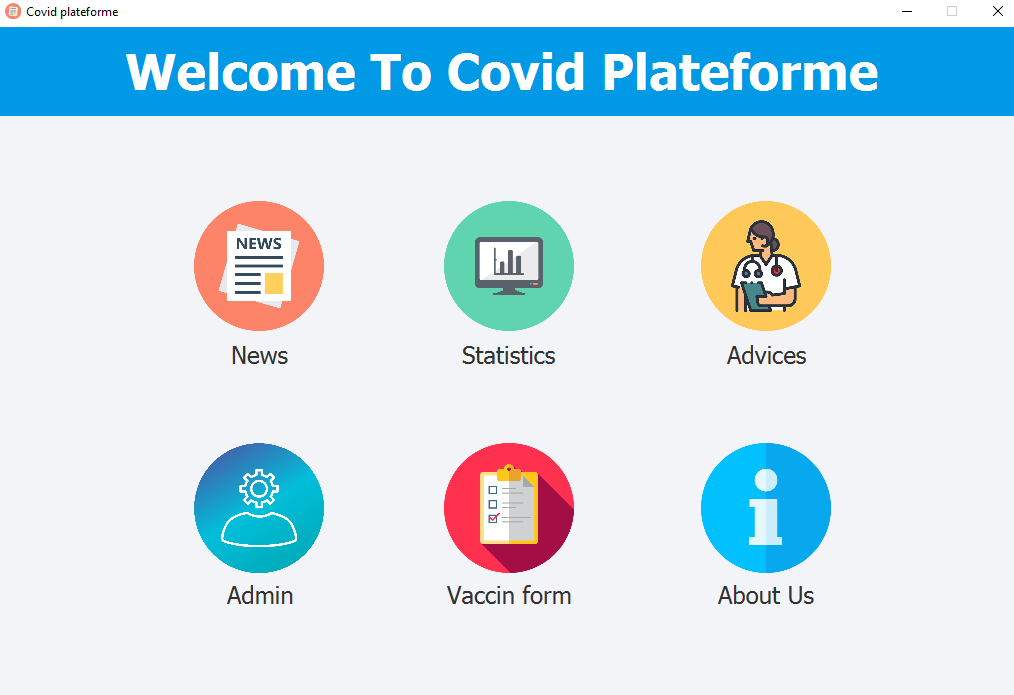 Covid plateforme
Welcome To Covid Plateforme
NEWS
News
Statistics
Advices
Admin
Vaccin form
About Us